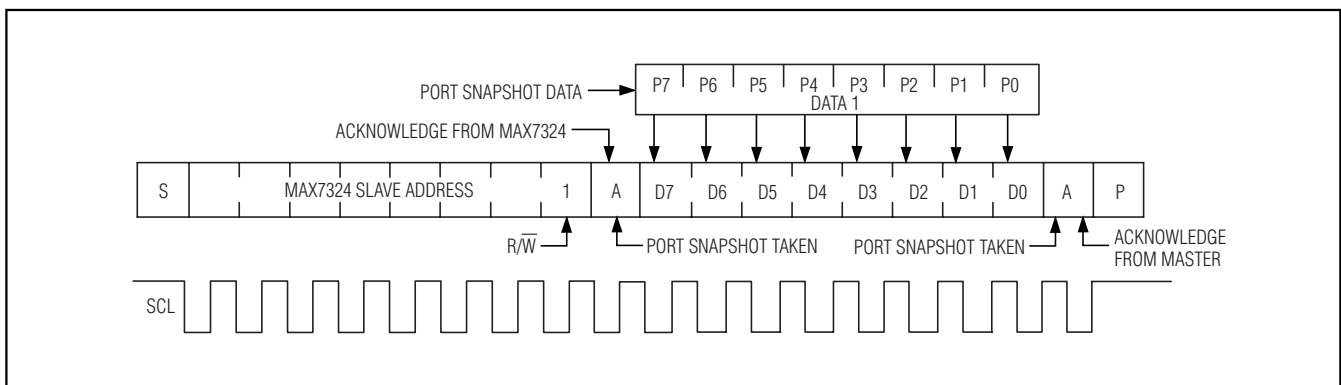 P7 P6 P5 P4 P3 P2 P1 P0
PORT SNAPSHOT DATA
DATA 1
ACKNOWLEDGE FROM MAX7324
S MAX7324 SLAVE ADDRESS 1 A D7 D6 D5 D4 D3 D2 D1 D0 A P
R/W̅ PORT SNAPSHOT TAKEN PORT SNAPSHOT TAKEN ACKNOWLEDGE
FROM MASTER
SCL